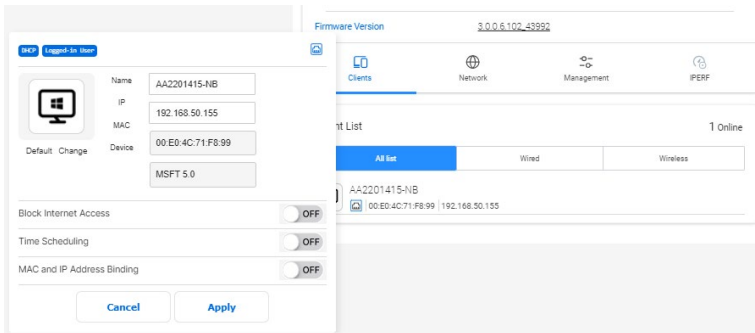 Firmware Version 3.0.0.6.102_43992
DHCP Logged-in User
Name AA2201415-NB
IP 192.168.50.155
MAC 00:E0:4C:71:F8:99
Device MSFT 5.0
Default Change
Block Internet Access OFF
Time Scheduling OFF
MAC and IP Address Binding OFF
Cancel Apply
Clients Network Management IPERF
nt List 1 Online
All list Wired Wireless
AA2201415-NB
00:E0:4C:71:F8:99 192.168.50.155